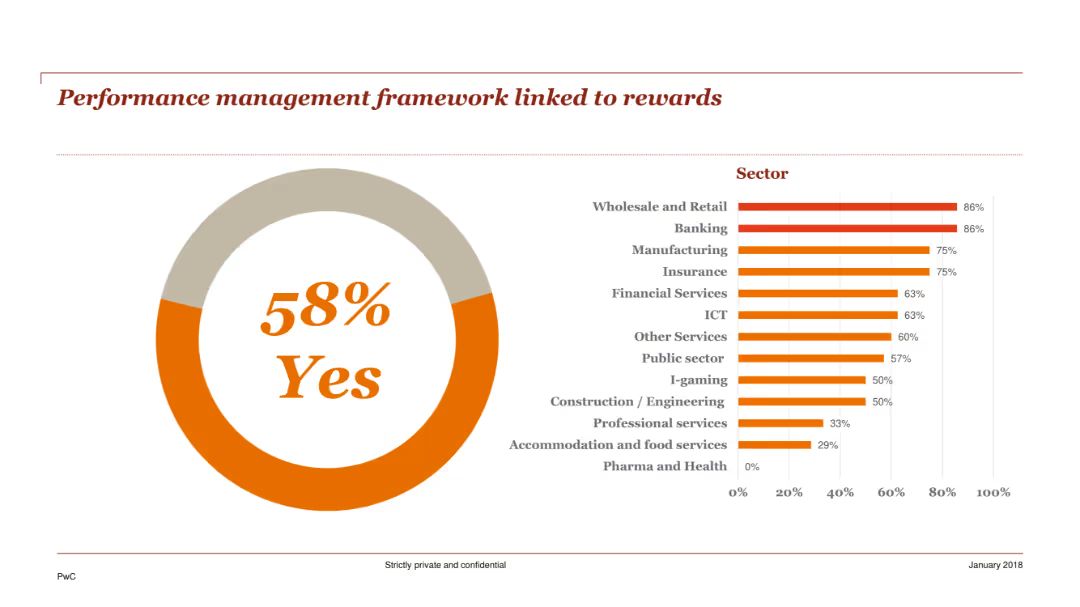 Performance management framework linked to rewards
58%
Yes
Sector
Wholesale and Retail 86%
Banking 86%
Manufacturing 75%
Insurance 75%
Financial Services 63%
ICT 63%
Other Services 60%
Public sector 57%
I-gaming 50%
Construction / Engineering 50%
Professional services 33%
Accommodation and food services 29%
Pharma and Health 0%
0% 20% 40% 60% 80% 100%
Strictly private and confidential January 2018
PwC